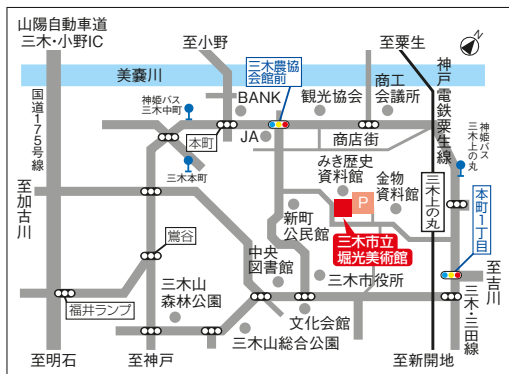 山陽自動車道
三木・小野IC
至小野
三木農協
会館前
至粟生
美嚢川
国道175号線
神姫バス
三木中町
BANK
観光協会
商工
会議所
神戸電鉄粟生線
本町
JA
商店街
神姫バス
三木上の丸
三木本町
みき歴史
資料館
金物
資料館
三木上の丸
至加古川
P
新町
公民館
三木市立
堀光美術館
本町1丁目
鶯谷
中央
図書館
三木市役所
至吉川
三木山
森林公園
福井ランプ
文化会館
三木・三田線
三木山総合公園
至明石
至神戸
至新開地